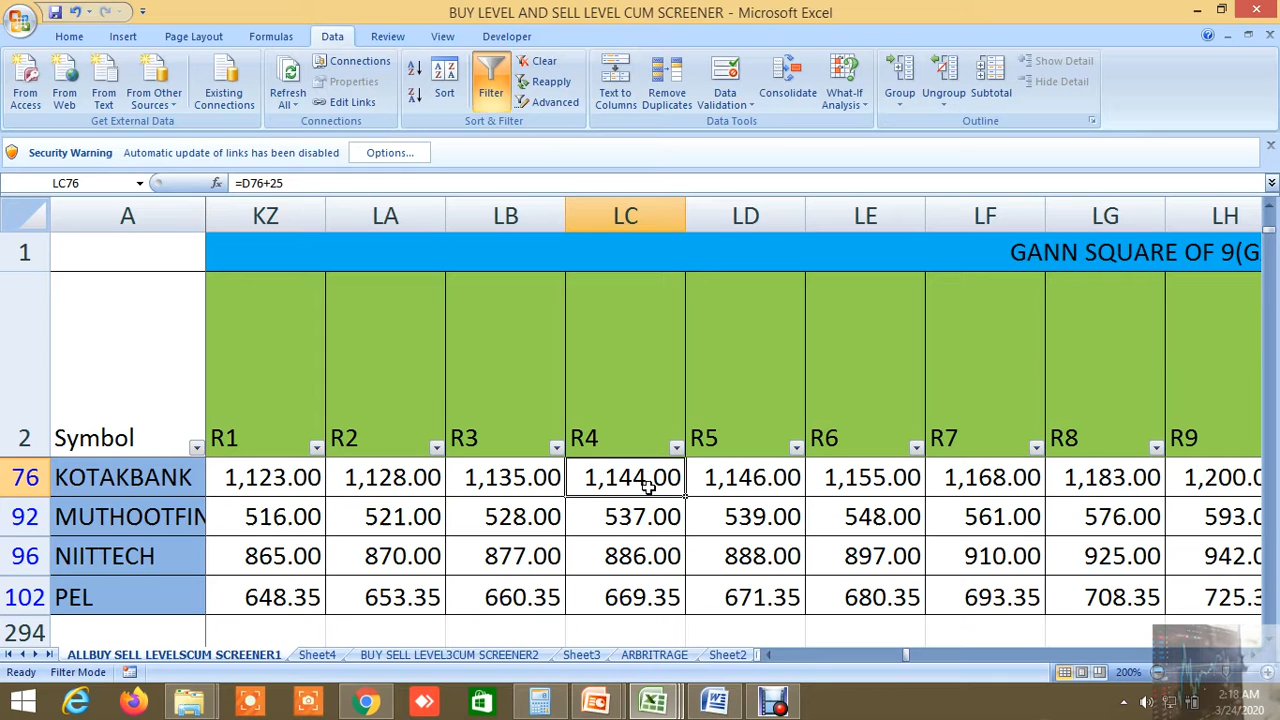 BUY LEVEL AND SELL LEVEL CUM SCREENER - Microsoft Excel
Home Insert Page Layout Formulas Data Review View Developer
From Access
From Web
From Text
From Other Sources
Existing Connections
Get External Data
Refresh All
Connections
Properties
Edit Links
Connections
Sort
Filter
Clear
Reapply
Advanced
Sort & Filter
Text to Columns
Remove Duplicates
Data Validation
Consolidate
What-If Analysis
Data Tools
Group
Ungroup
Subtotal
Show Detail
Hide Detail
Outline
Security Warning Automatic update of links has been disabled Options...
LC76 fx =D76+25
A KZ LA LB LC LD LE LF LG LH
1 GANN SQUARE OF 9(G
2 Symbol R1 R2 R3 R4 R5 R6 R7 R8 R9
76 KOTAKBANK 1,123.00 1,128.00 1,135.00 1,144.00 1,146.00 1,155.00 1,168.00 1,183.00 1,200.0
92 MUTHOOTFIN 516.00 521.00 528.00 537.00 539.00 548.00 561.00 576.00 593.0
96 NIITTECH 865.00 870.00 877.00 886.00 888.00 897.00 910.00 925.00 942.0
102 PEL 648.35 653.35 660.35 669.35 671.35 680.35 693.35 708.35 725.3
294
ALLBUY SELL LEVELSCUM SCREENER1 Sheet4 BUY SELL LEVEL3CUM SCREENER2 Sheet3 ARBRITRAGE Sheet2
Ready Filter Mode 200%
2:18 AM
3/24/2020